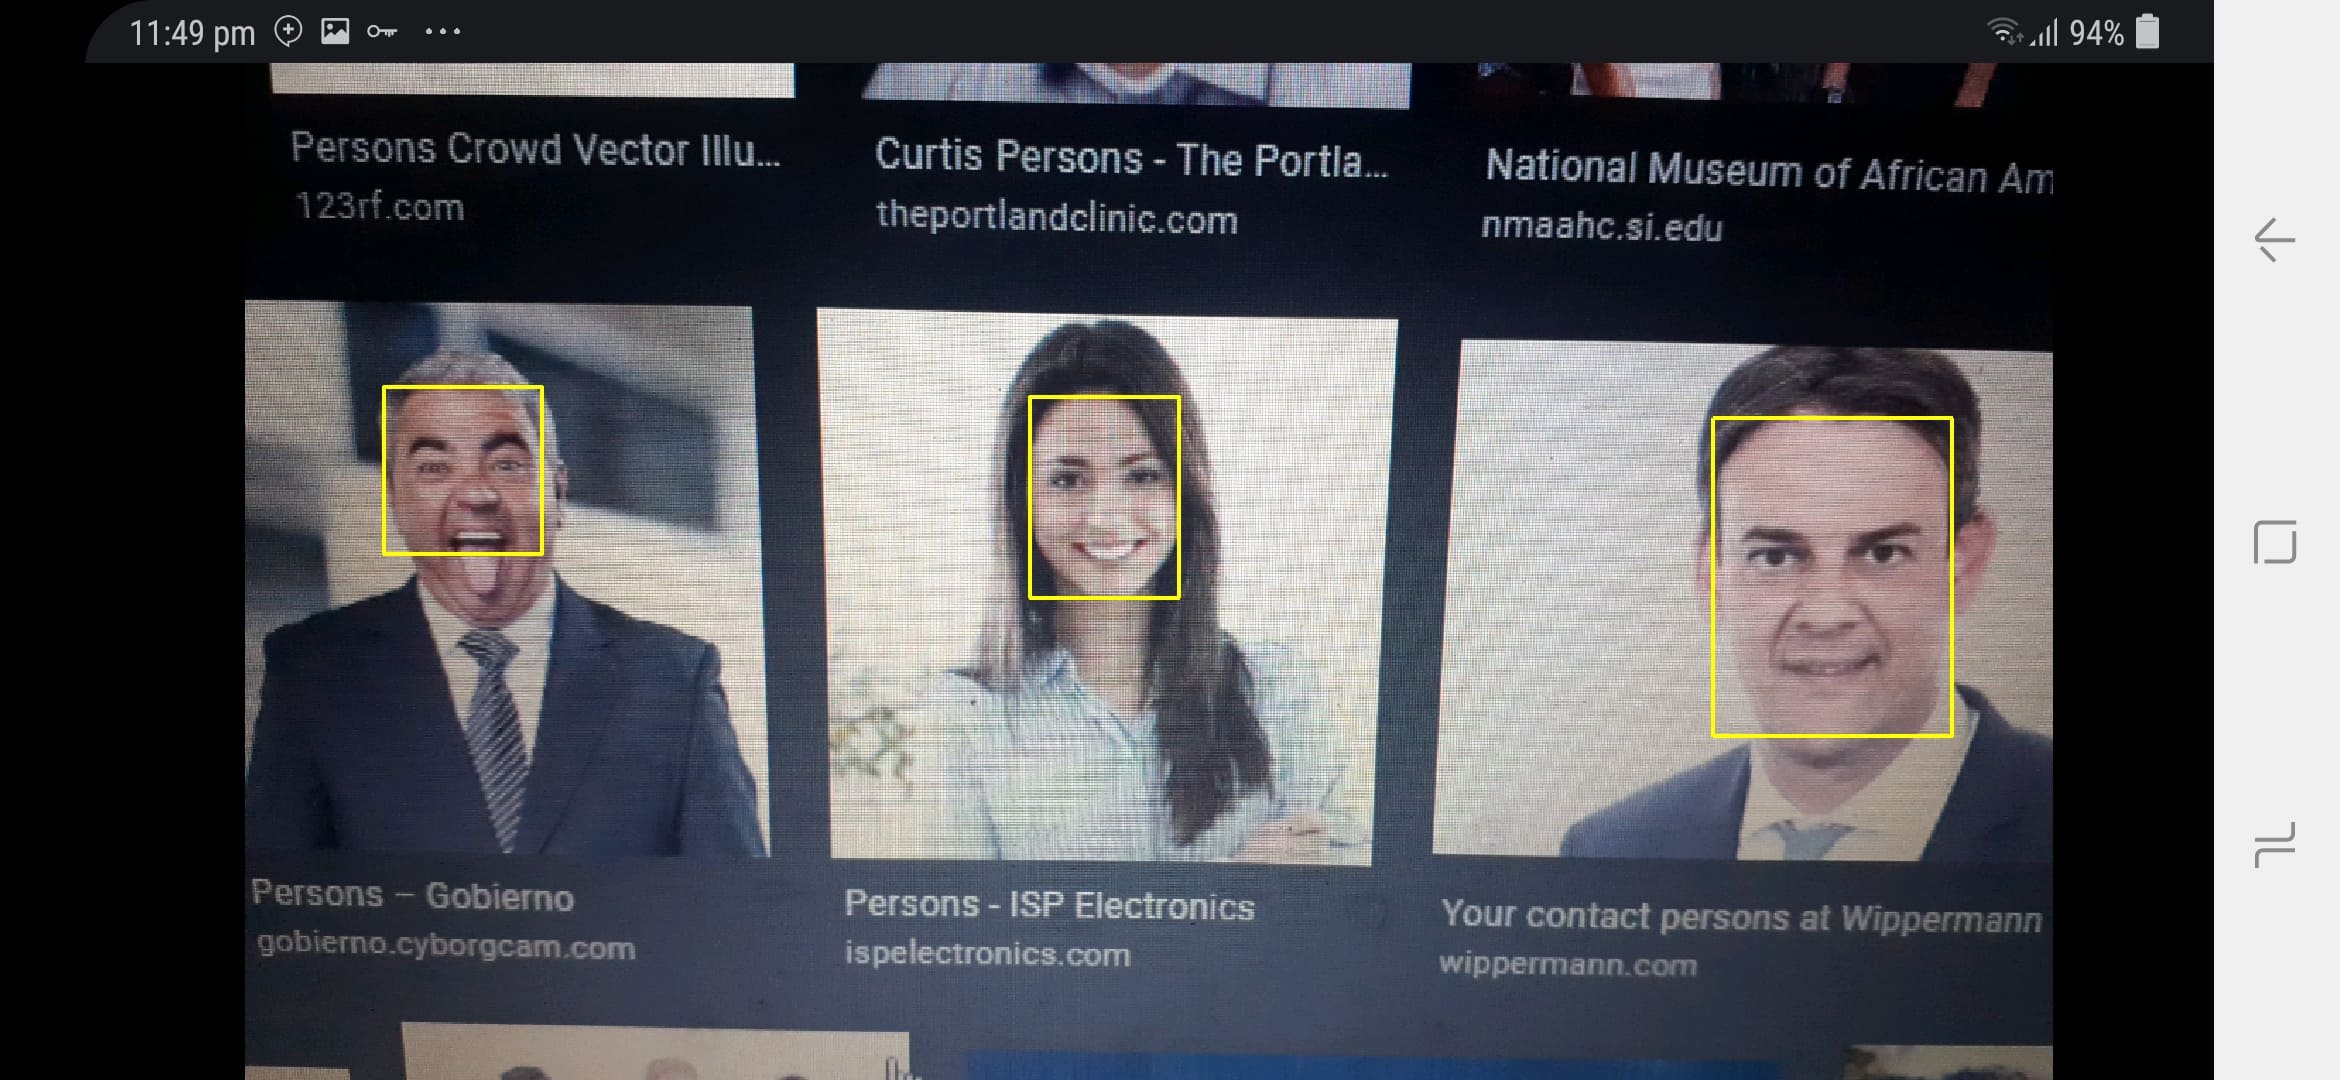 11:49 pm
94%
Persons Crowd Vector Illu...
123rf.com
Curtis Persons - The Portla...
theportlandclinic.com
National Museum of African Am
nmaahc.si.edu
Persons – Gobierno
gobierno.cyborgcam.com
Persons - ISP Electronics
ispelectronics.com
Your contact persons at Wippermann
wippermann.com